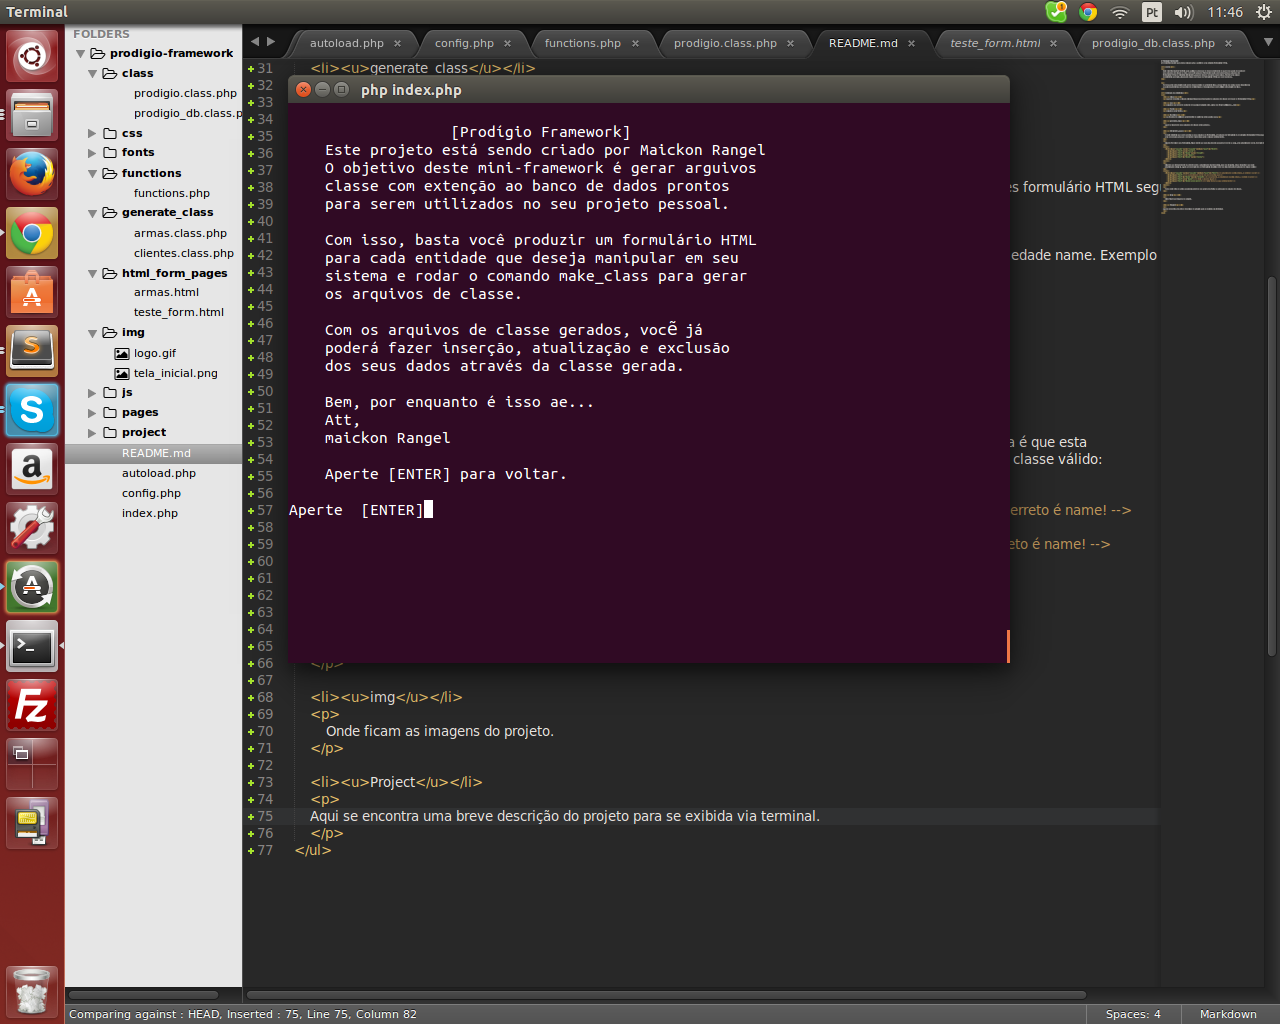 Terminal
Pt
11:46
FOLDERS
prodigio-framework
class
prodigio.class.php
prodigio_db.class.p
css
fonts
functions
functions.php
generate_class
armas.class.php
clientes.class.php
html_form_pages
armas.html
teste_form.html
img
logo.gif
tela_inicial.png
js
pages
project
README.md
autoload.php
config.php
index.php
autoload.php
config.php
functions.php
prodigio.class.php
README.md
teste_form.html
prodigio_db.class.php
31 <li><u>generate_class</u></li>
32
33
34
35
36
37
38 es formulário HTML seg
39
40
41
42 edade name. Exemplo
43
44
45
46
47
48
49
50
51
52
53 a é que esta
54 classe válido:
55
56
57 erreto é name! -->
58
59 eto é name! -->
60
61
62
63
64
65
66 </p>
67
68 <li><u>img</u></li>
69 <p>
70 Onde ficam as imagens do projeto.
71 </p>
72
73 <li><u>Project</u></li>
74 <p>
75 Aqui se encontra uma breve descrição do projeto para se exibida via terminal.
76 </p>
77 </ul>
php index.php
[Prodígio Framework]
Este projeto está sendo criado por Maickon Rangel
O objetivo deste mini-framework é gerar arguivos
classe com extenção ao banco de dados prontos
para serem utilizados no seu projeto pessoal.
Com isso, basta você produzir um formulário HTML
para cada entidade que deseja manipular em seu
sistema e rodar o comando make_class para gerar
os arquivos de classe.
Com os arquivos de classe gerados, vocẽ já
poderá fazer inserção, atualização e exclusão
dos seus dados através da classe gerada.
Bem, por enquanto é isso ae...
Att,
maickon Rangel
Aperte [ENTER] para voltar.
Aperte  [ENTER]
Comparing against : HEAD, Inserted : 75, Line 75, Column 82
Spaces: 4
Markdown